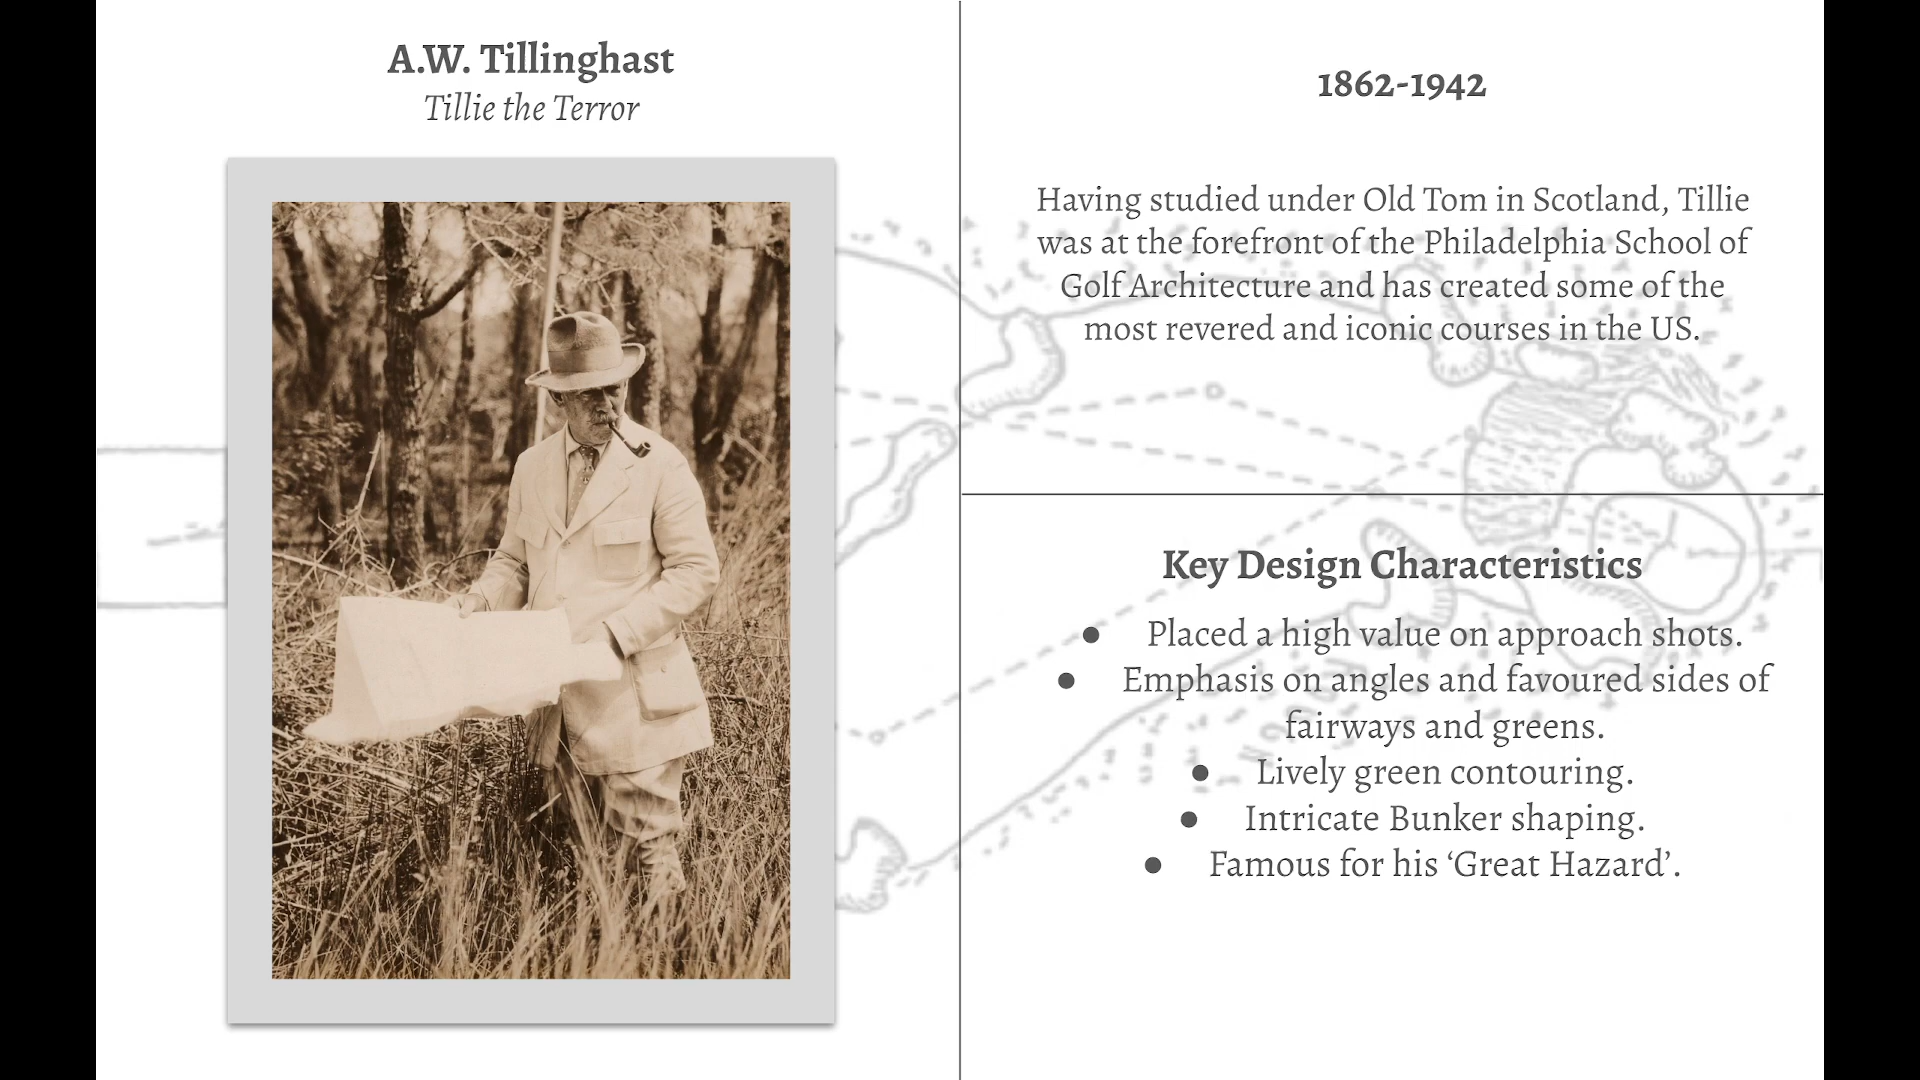 A.W. Tillinghast
Tillie the Terror
1862-1942
Having studied under Old Tom in Scotland, Tillie
was at the forefront of the Philadelphia School of
Golf Architecture and has created some of the
most revered and iconic courses in the US.
Key Design Characteristics
● Placed a high value on approach shots.
● Emphasis on angles and favoured sides of
fairways and greens.
● Lively green contouring.
● Intricate Bunker shaping.
● Famous for his ‘Great Hazard’.